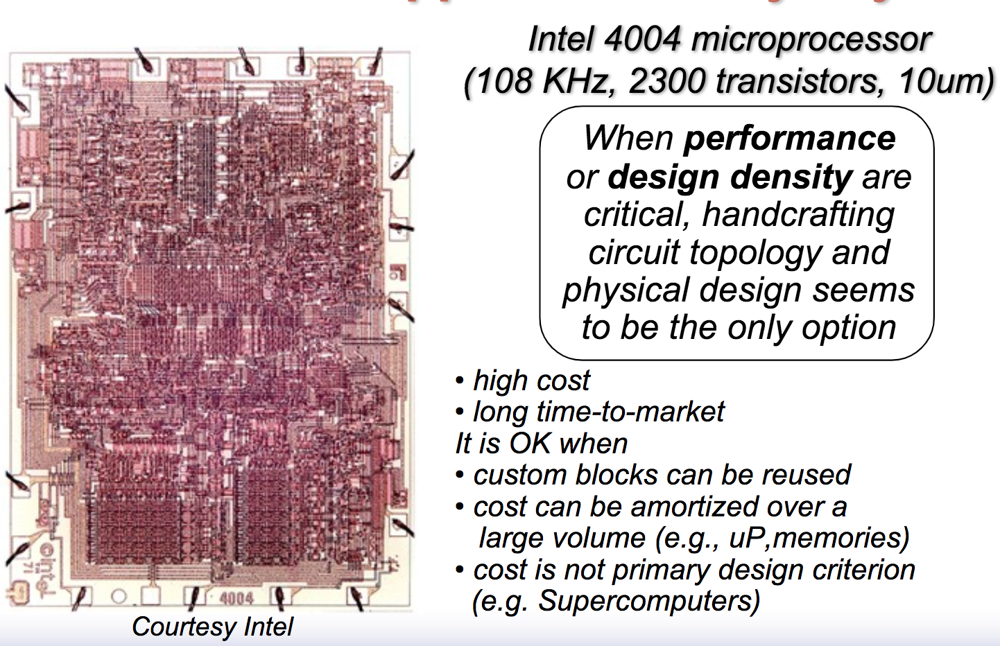 Intel 4004 microprocessor
(108 KHz, 2300 transistors, 10um)
When performance
or design density are
critical, handcrafting
circuit topology and
physical design seems
to be the only option
• high cost
• long time-to-market
It is OK when
• custom blocks can be reused
• cost can be amortized over a
large volume (e.g., uP,memories)
• cost is not primary design criterion
(e.g. Supercomputers)
©Intel
71
4004
Courtesy Intel